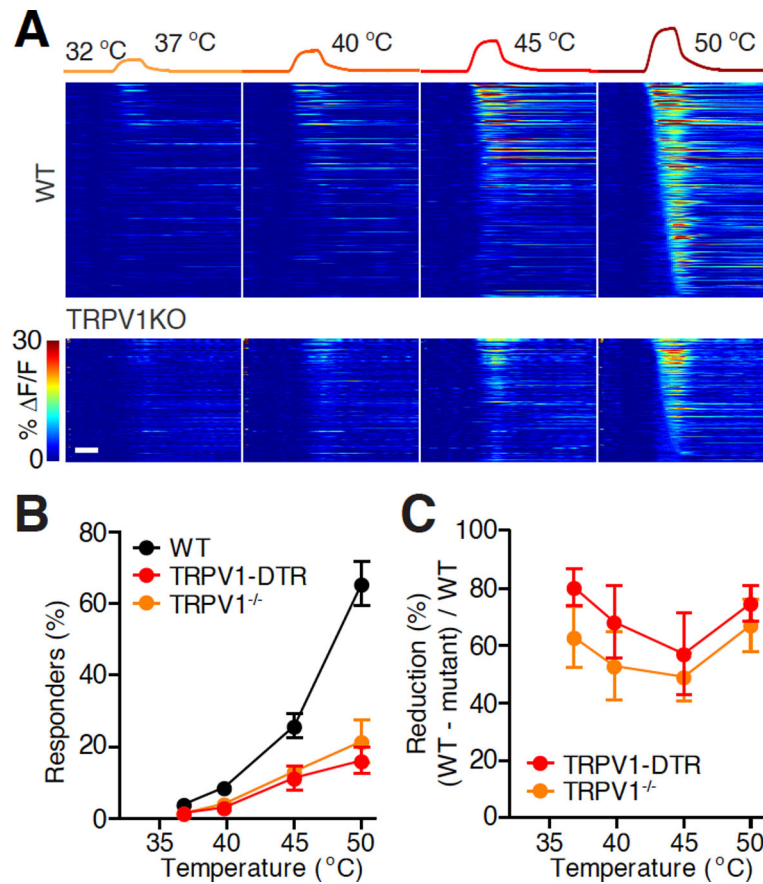 A
32 °C
37 °C
40 °C
45 °C
50 °C
WT
TRPV1KO
30
% ΔF/F
0
B
80
60
40
20
0
Responders (%)
WT
TRPV1-DTR
TRPV1-/-
35
40
45
50
Temperature (°C)
C
100
80
60
40
20
0
Reduction (%)
(WT - mutant) / WT
TRPV1-DTR
TRPV1-/-
35
40
45
50
Temperature (°C)